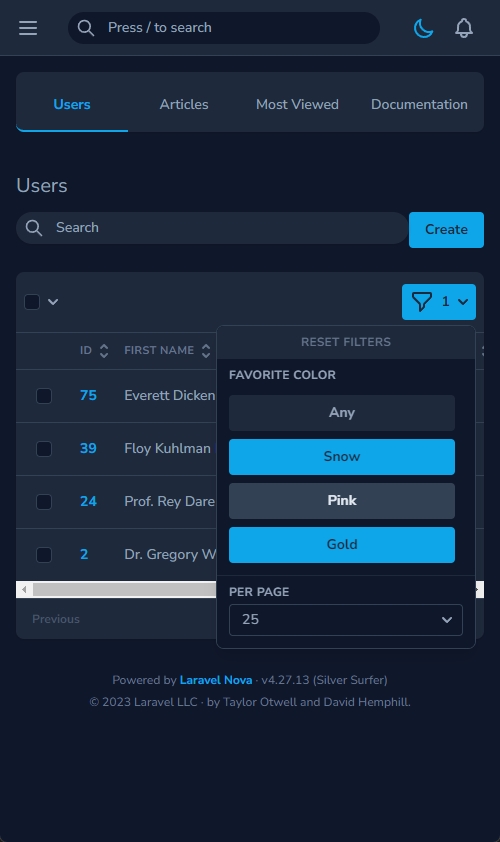 Press / to search
Users Articles Most Viewed Documentation
Users
Search
Create
1
RESET FILTERS
ID FIRST NAME
FAVORITE COLOR
75 Everett Dicken
Any
39 Floy Kuhlman
Snow
24 Prof. Rey Dare
Pink
2 Dr. Gregory W
Gold
PER PAGE
25
Previous
Powered by Laravel Nova · v4.27.13 (Silver Surfer)
© 2023 Laravel LLC · by Taylor Otwell and David Hemphill.